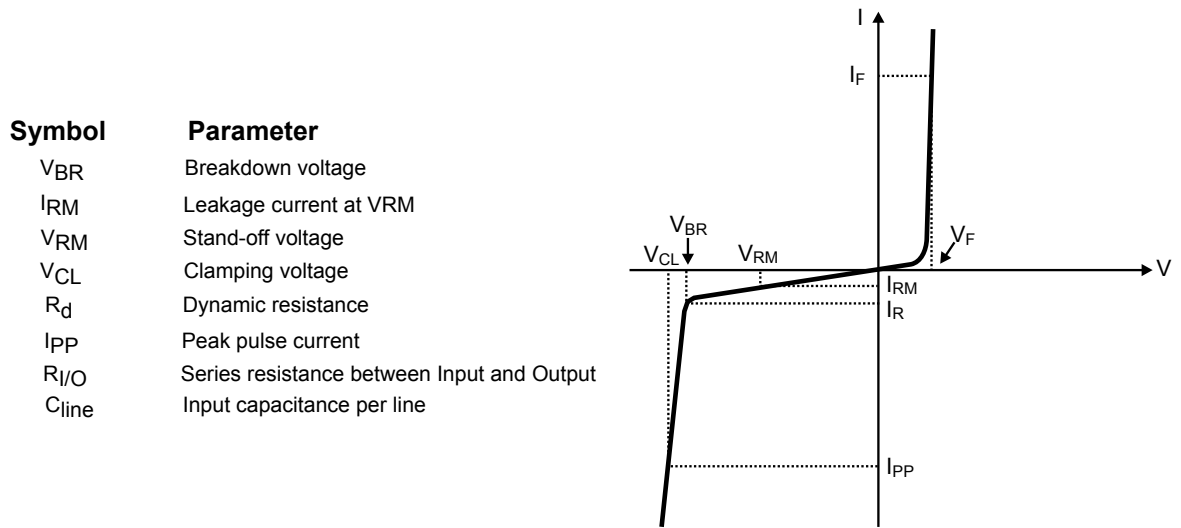 Symbol Parameter
VBR Breakdown voltage
IRM Leakage current at VRM
VRM Stand-off voltage
VCL Clamping voltage
Rd Dynamic resistance
IPP Peak pulse current
RI/O Series resistance between Input and Output
Cline Input capacitance per line
I
IF
VBR
VCL
VRM
VF
V
IRM
IR
IPP